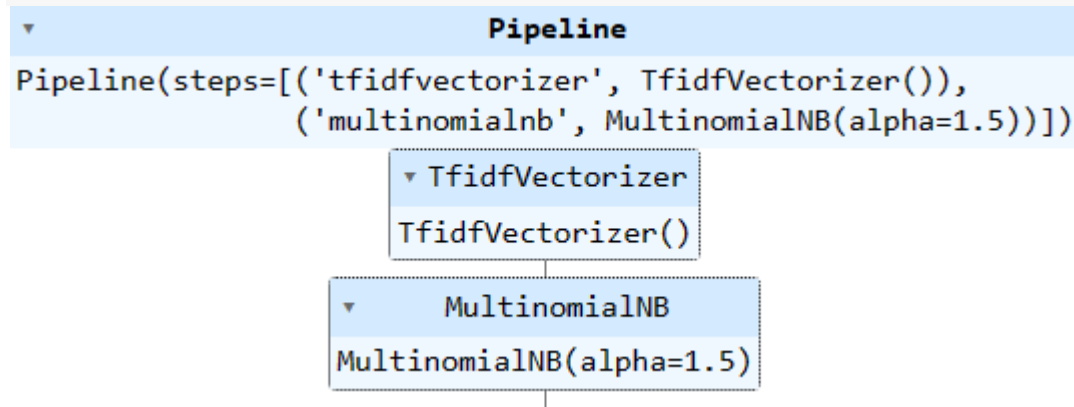 Pipeline
Pipeline(steps=[('tfidfvectorizer', TfidfVectorizer()),
('multinomialnb', MultinomialNB(alpha=1.5))])
TfidfVectorizer
TfidfVectorizer()
MultinomialNB
MultinomialNB(alpha=1.5)